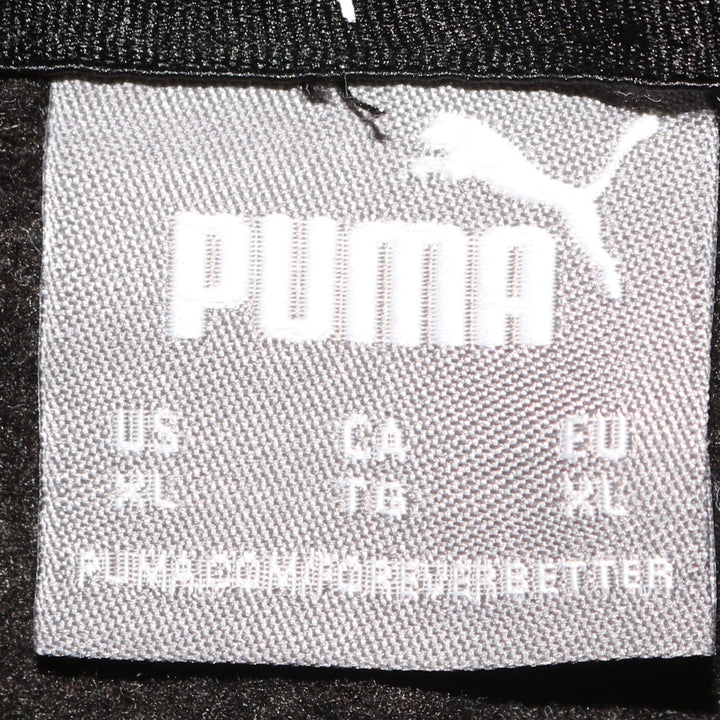 PUMA
US CA EU
XL TG XL
PUMA.COM/FOREVERBETTER